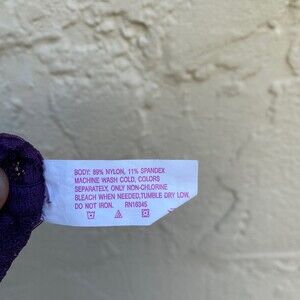 BODY: 89% NYLON, 11% SPANDEX
MACHINE WASH COLD, COLORS
SEPARATELY, ONLY NON-CHLORINE
BLEACH WHEN NEEDED,TUMBLE DRY LOW.
DO NOT IRON. RN16345